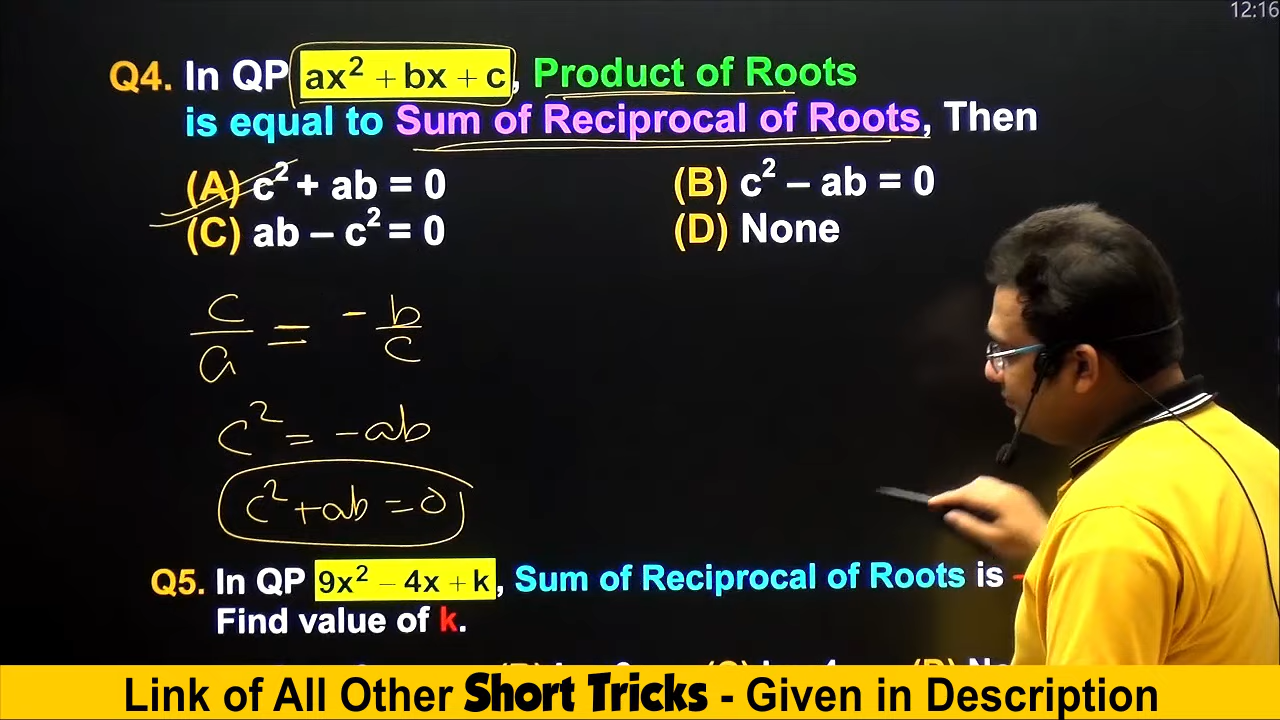 12:16
Q4. In QP ax² + bx + c, Product of Roots
is equal to Sum of Reciprocal of Roots, Then
(A) c² + ab = 0 (B) c² – ab = 0
(C) ab – c² = 0 (D) None
c/a = - b/c
c² = -ab
c² + ab = 0
Q5. In QP 9x² – 4x + k, Sum of Reciprocal of Roots is
Find value of k.
Link of All Other Short Tricks - Given in Description